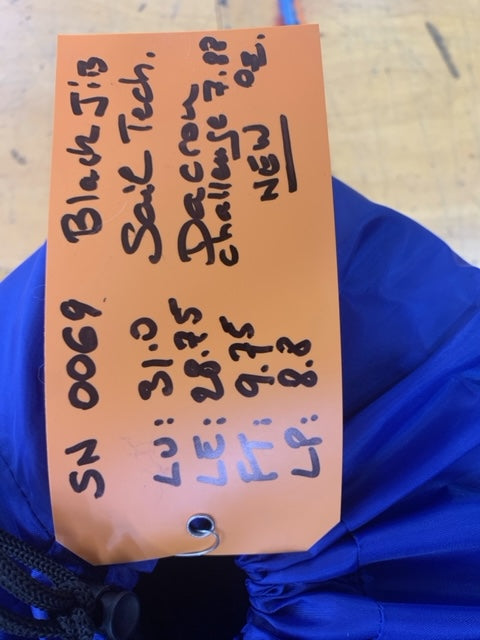 SN 0069 Black Jib
LU: 31.0 Sail Tech.
LE: 28.75 Dacron
Challenge 7.88
FT: 9.75 OZ.
LP: 8.8 NEW